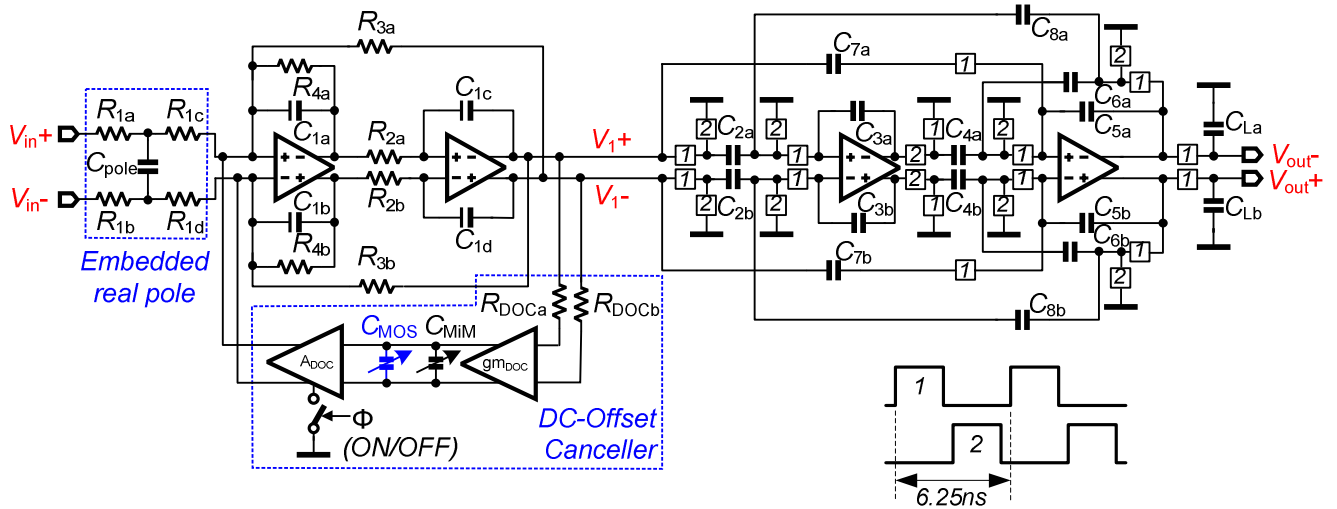 R3a
C8a
C7a
1
2
R4a
C1c
1
C6a
R1a
R1c
C1a
R2a
2
C2a
2
C3a
1
C4a
2
C5a
CLa
Vin+
+ −
+ −
V1+
1
+ −
2
1
+ −
1
Vout-
Cpole
Vin-
R2b
V1-
1
2
2
1
1
Vout+
R1b
R1d
C1b
C1d
2
C2b
2
C3b
1
C4b
2
C5b
CLb
R4b
C6b
1
Embedded
real pole
R3b
C7b
1
2
RDOCa
RDOCb
C8b
CMOS
CMiM
ADOC
gmDOC
Φ
(ON/OFF)
DC-Offset
Canceller
1
2
6.25ns